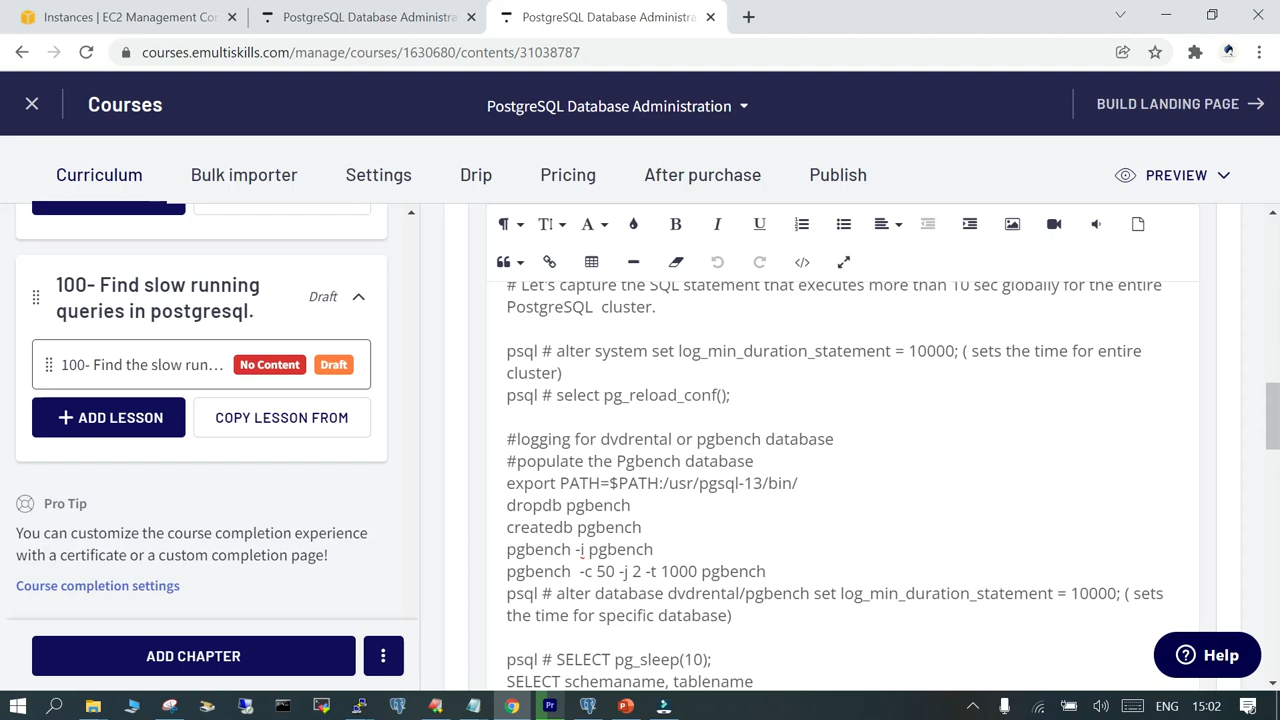 Instances | EC2 Management Con
PostgreSQL Database Administra
PostgreSQL Database Administra
courses.emultiskills.com/manage/courses/1630680/contents/31038787
Courses
PostgreSQL Database Administration
BUILD LANDING PAGE
Curriculum
Bulk importer
Settings
Drip
Pricing
After purchase
Publish
PREVIEW
100- Find slow running
queries in postgresql.
Draft
100- Find the slow run...
No Content
Draft
ADD LESSON
COPY LESSON FROM
Pro Tip
You can customize the course completion experience
with a certificate or a custom completion page!
Course completion settings
ADD CHAPTER
# Let's capture the SQL statement that executes more than 10 sec globally for the entire
PostgreSQL  cluster.
psql # alter system set log_min_duration_statement = 10000; ( sets the time for entire
cluster)
psql # select pg_reload_conf();
#logging for dvdrental or pgbench database
#populate the Pgbench database
export PATH=$PATH:/usr/pgsql-13/bin/
dropdb pgbench
createdb pgbench
pgbench -i pgbench
pgbench  -c 50 -j 2 -t 1000 pgbench
psql # alter database dvdrental/pgbench set log_min_duration_statement = 10000; ( sets
the time for specific database)
psql # SELECT pg_sleep(10);
SELECT schemaname, tablename
Help
ENG
15:02